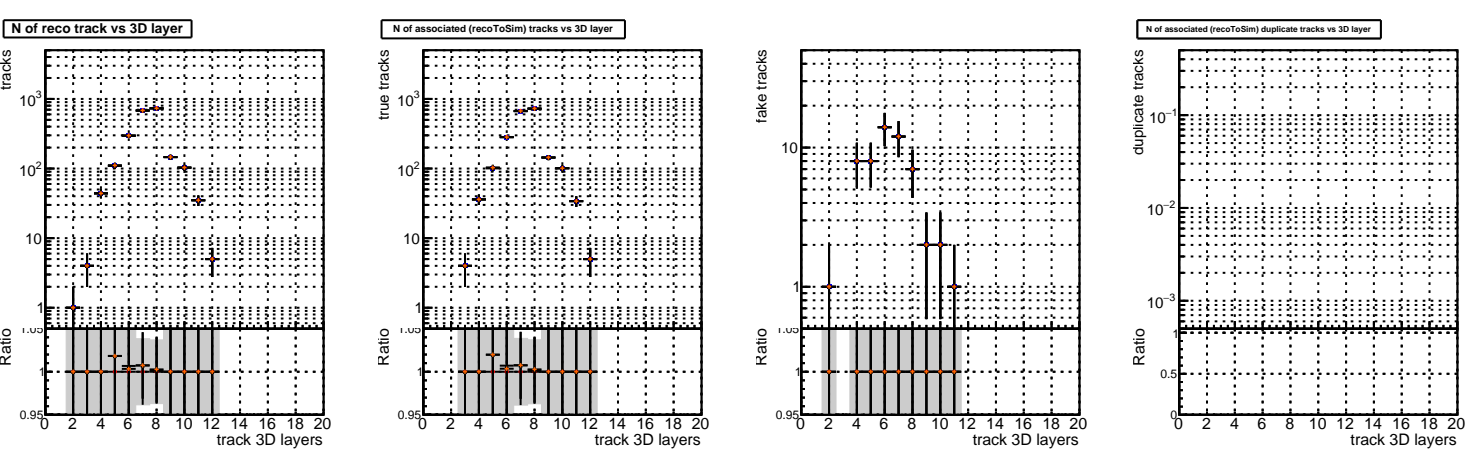 N of reco track vs 3D layer
tracks
10³
10²
10
1
1.05
1
0.95
Ratio
0 2 4 6 8 10 12 14 16 18 20
track 3D layers
N of associated (recoToSim) tracks vs 3D layer
true tracks
10³
10²
10
1
1.05
1
0.95
Ratio
0 2 4 6 8 10 12 14 16 18 20
track 3D layers
fake tracks
10
1
1.05
1
0.95
Ratio
0 2 4 6 8 10 12 14 16 18 20
track 3D layers
N of associated (recoToSim) duplicate tracks vs 3D layer
duplicate tracks
10⁻¹
10⁻²
10⁻³
1
0.5
0
Ratio
0 2 4 6 8 10 12 14 16 18 20
track 3D layers